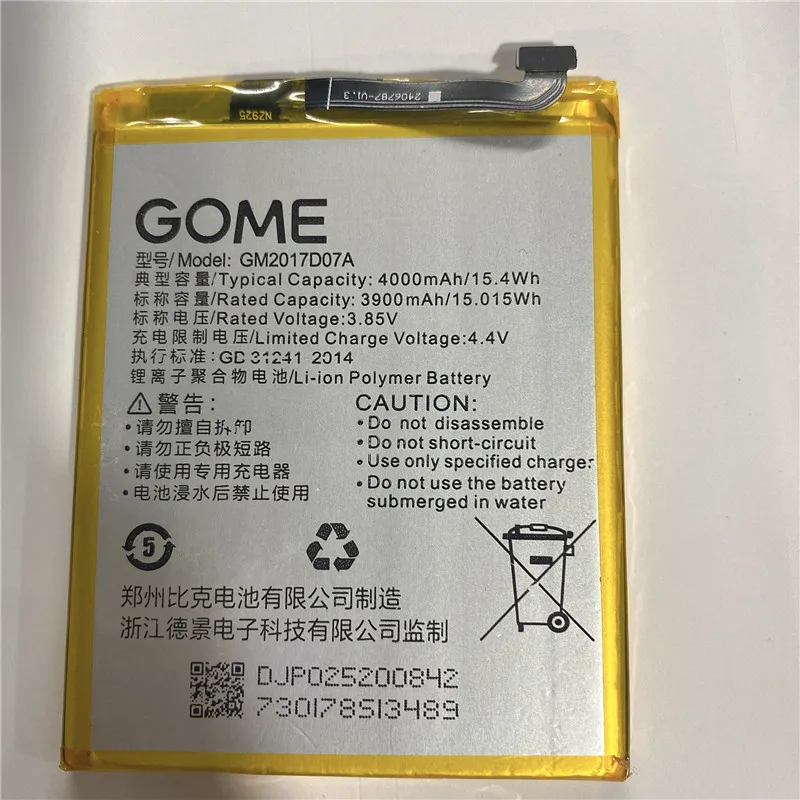 2406787-V1.3
NZ925
GOME
型号/Model: GM2017D07A
典型容量/Typical Capacity: 4000mAh/15.4Wh
标称容量/Rated Capacity: 3900mAh/15.015Wh
标称电压/Rated Voltage:3.85V
充电限制电压/Limited Charge Voltage:4.4V
执行标准:GB 31241-2014
锂离子聚合物电池/Li-ion Polymer Battery
警告:
•请勿擅自拆卸
•请勿正负极短路
•请使用专用充电器
•电池浸水后禁止使用
CAUTION:
•Do not disassemble
•Do not short-circuit
•Use only specified charger
•Do not use the battery
submerged in water
5
郑州比克电池有限公司制造
浙江德景电子科技有限公司监制
DJP025200842
730178513489